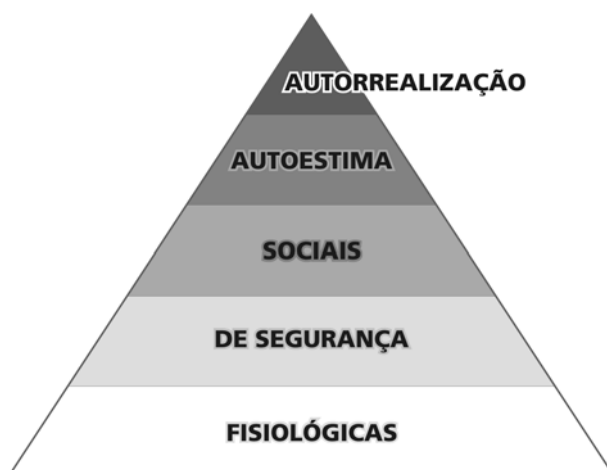 AUTORREALIZAÇÃO
AUTOESTIMA
SOCIAIS
DE SEGURANÇA
FISIOLÓGICAS